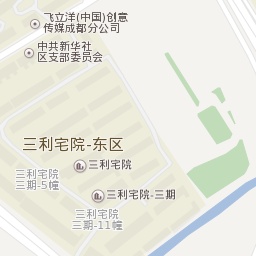 飞立洋(中国)创意
传媒成都分公司
中共新华社
区支部委员会
三利宅院-东区
三利宅院
三利宅院
三期-5幢
三利宅院-三期
三利宅院
三期-11幢